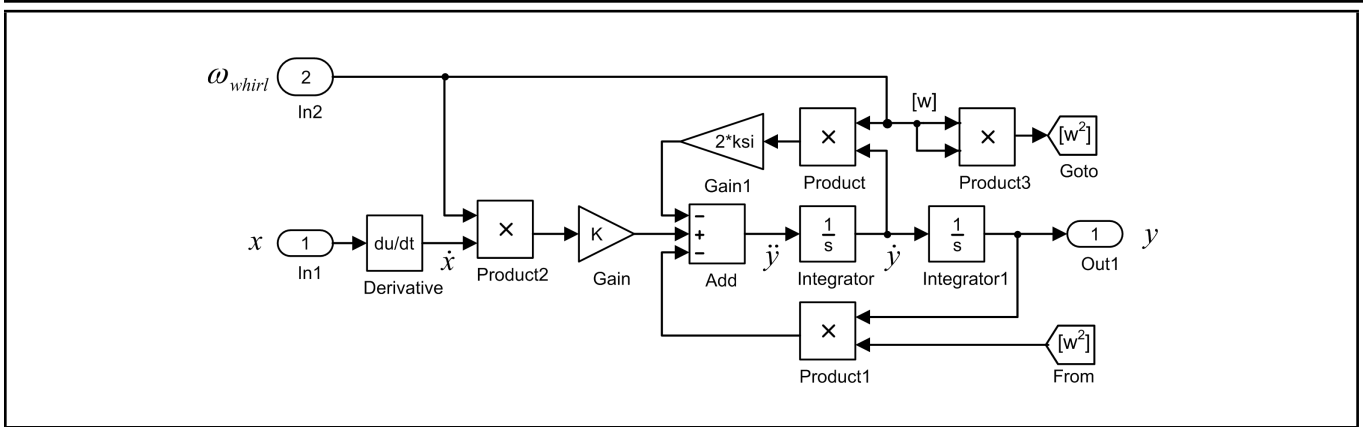 ω whirl
2
In2
[w]
2*ksi
×
×
[w²]
Gain1
Product
Product3
Goto
x
1
In1
du/dt
ẋ
Derivative
×
Product2
K
Gain
−
+
−
Add
ÿ
1
s
Integrator
ẏ
1
s
Integrator1
1
Out1
y
×
Product1
[w²]
From